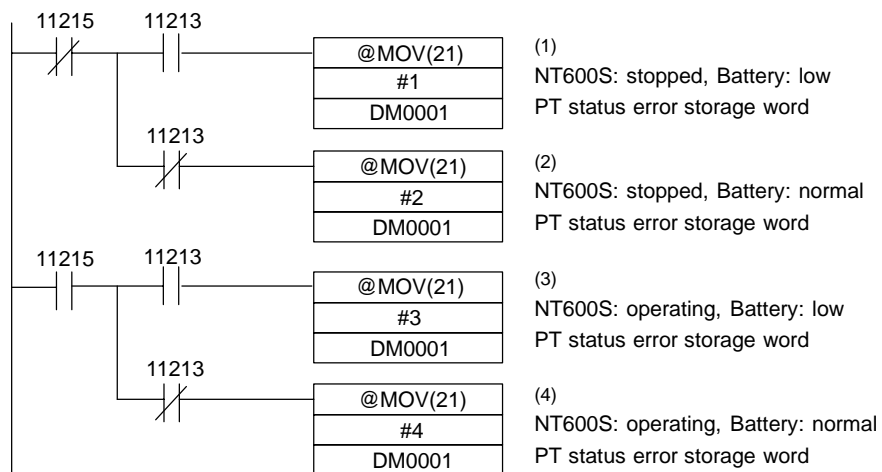 11215 11213
@MOV(21)
#1
DM0001
(1)
NT600S: stopped, Battery: low
PT status error storage word
11213
@MOV(21)
#2
DM0001
(2)
NT600S: stopped, Battery: normal
PT status error storage word
11215 11213
@MOV(21)
#3
DM0001
(3)
NT600S: operating, Battery: low
PT status error storage word
11213
@MOV(21)
#4
DM0001
(4)
NT600S: operating, Battery: normal
PT status error storage word